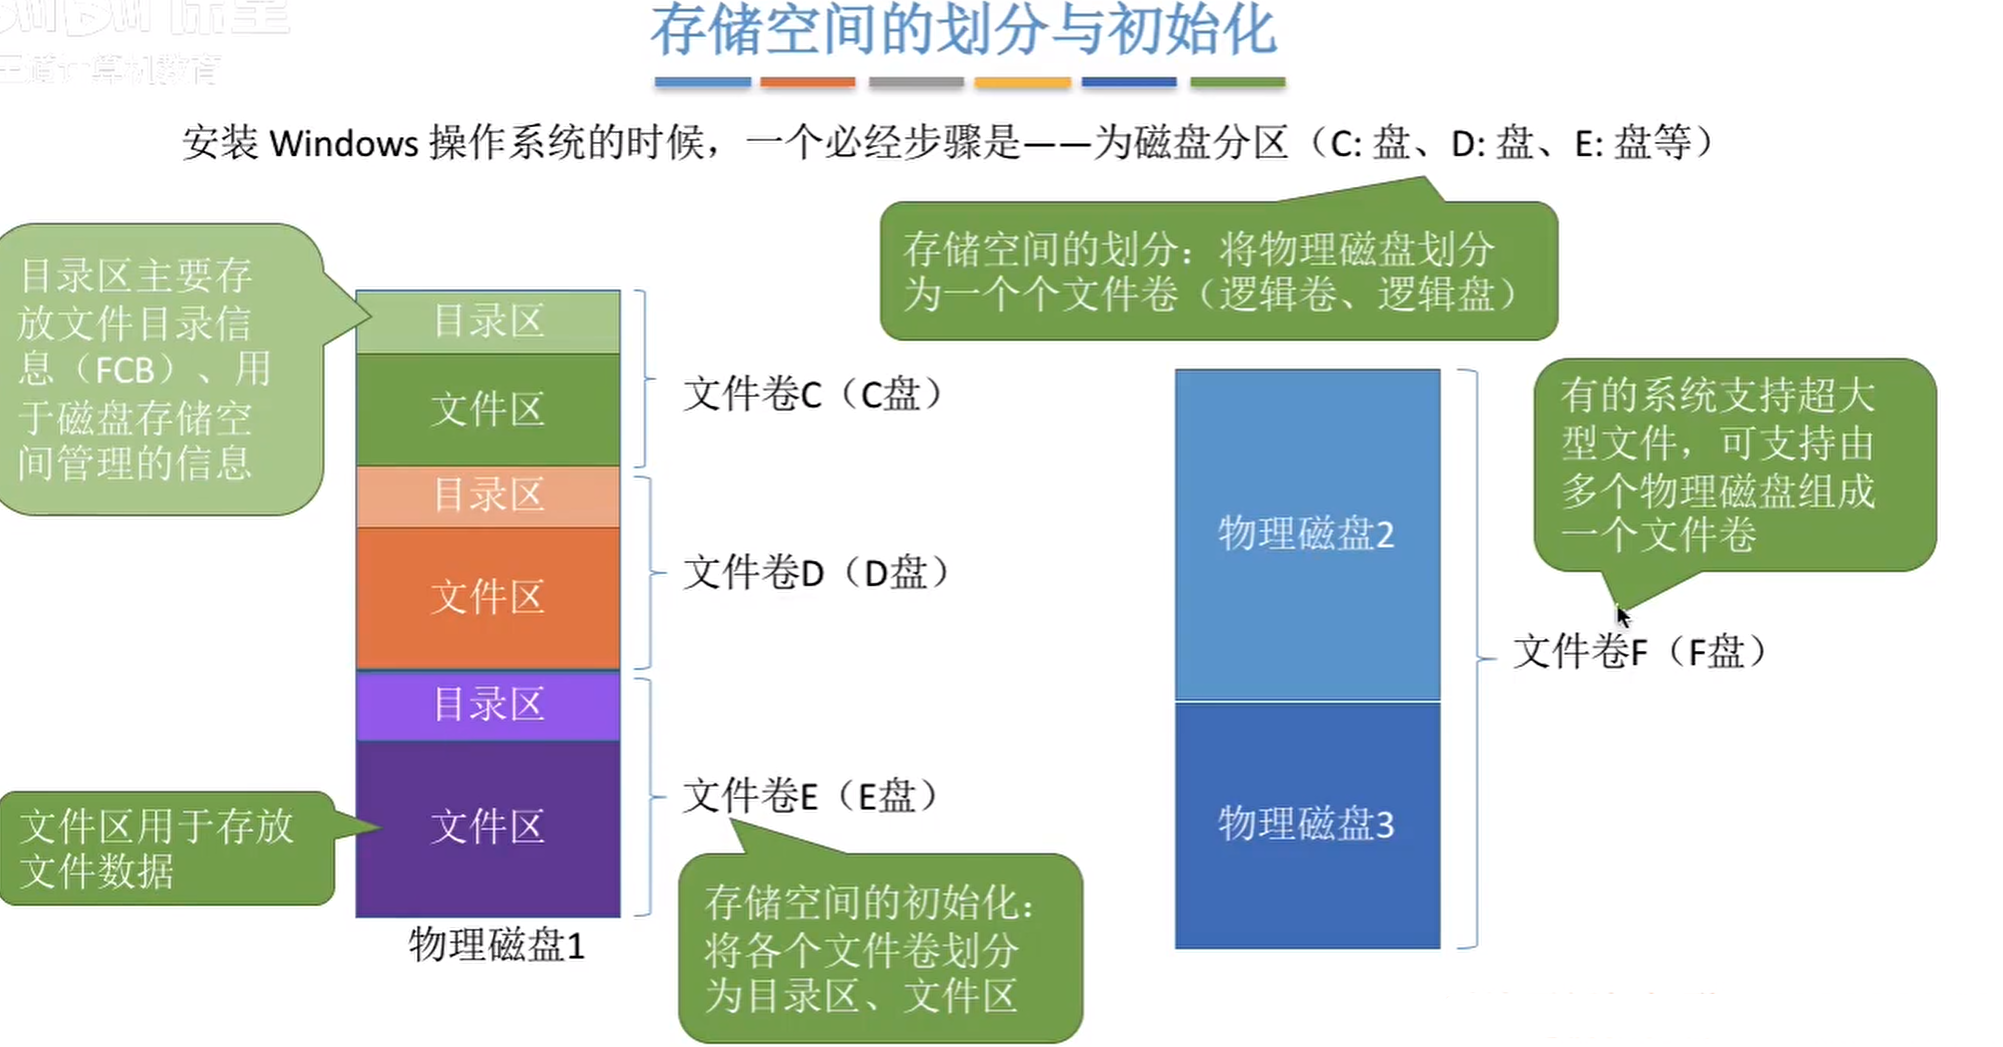 存储空间的划分与初始化
王道计算机教育
安装 Windows 操作系统的时候，一个必经步骤是——为磁盘分区（C: 盘、D: 盘、E: 盘等）
存储空间的划分：将物理磁盘划分
为一个个文件卷（逻辑卷、逻辑盘）
目录区主要存
放文件目录信
息（FCB）、用
于磁盘存储空
间管理的信息
目录区
文件区
文件卷C（C盘）
目录区
文件区
文件卷D（D盘）
目录区
文件区
文件卷E（E盘）
文件区用于存放
文件数据
物理磁盘1
存储空间的初始化：
将各个文件卷划分
为目录区、文件区
物理磁盘2
物理磁盘3
有的系统支持超大
型文件，可支持由
多个物理磁盘组成
一个文件卷
文件卷F（F盘）